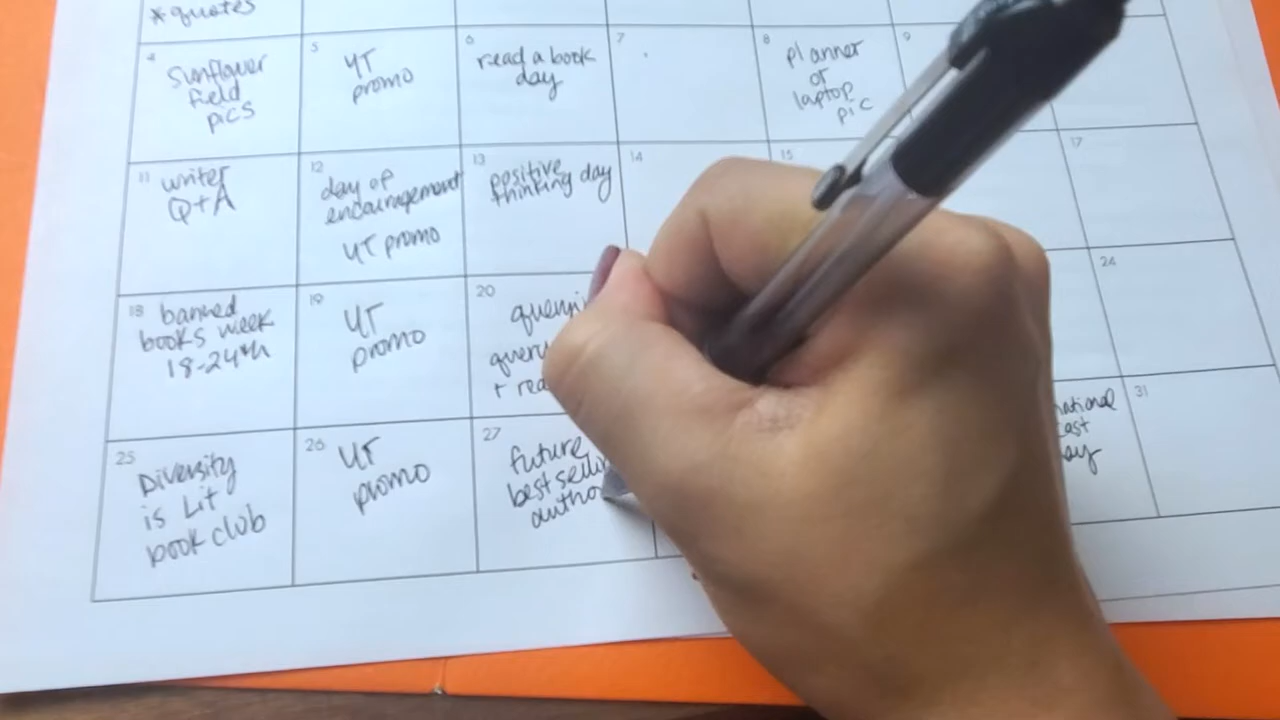 *quotes
4 sunflower
field
pics
5 YT
promo
6 read a book
day
7
8 planner
or
laptop
pic
9
11 writer
Q+A
12 day of
encouragement
YT promo
13 positive
thinking day
14
15
17
18 banned
books week
18-24th
19 YT
promo
20
+
24
25 Diversity
is Lit
book club
26 YT
promo
27 future
best
31